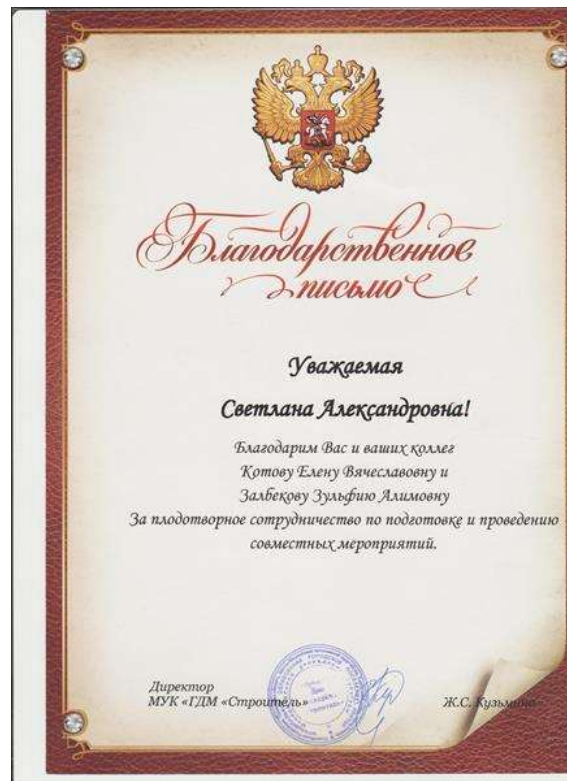 Благодарственное
письмо
Уважаемая
Светлана Александровна!
Благодарим Вас и ваших коллег
Котову Елену Вячеславовну и
Залбекову Зульфию Алимовну
За плодотворное сотрудничество по подготовке и проведению
совместных мероприятий.
Директор
МУК «ГДМ «Строитель»
Ж.С. Кузьмина